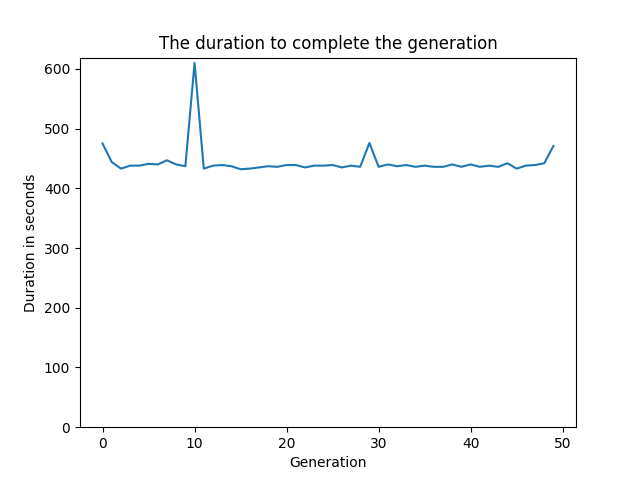 The duration to complete the generation
600
500
400
300
200
100
0
Duration in seconds
0 10 20 30 40 50
Generation